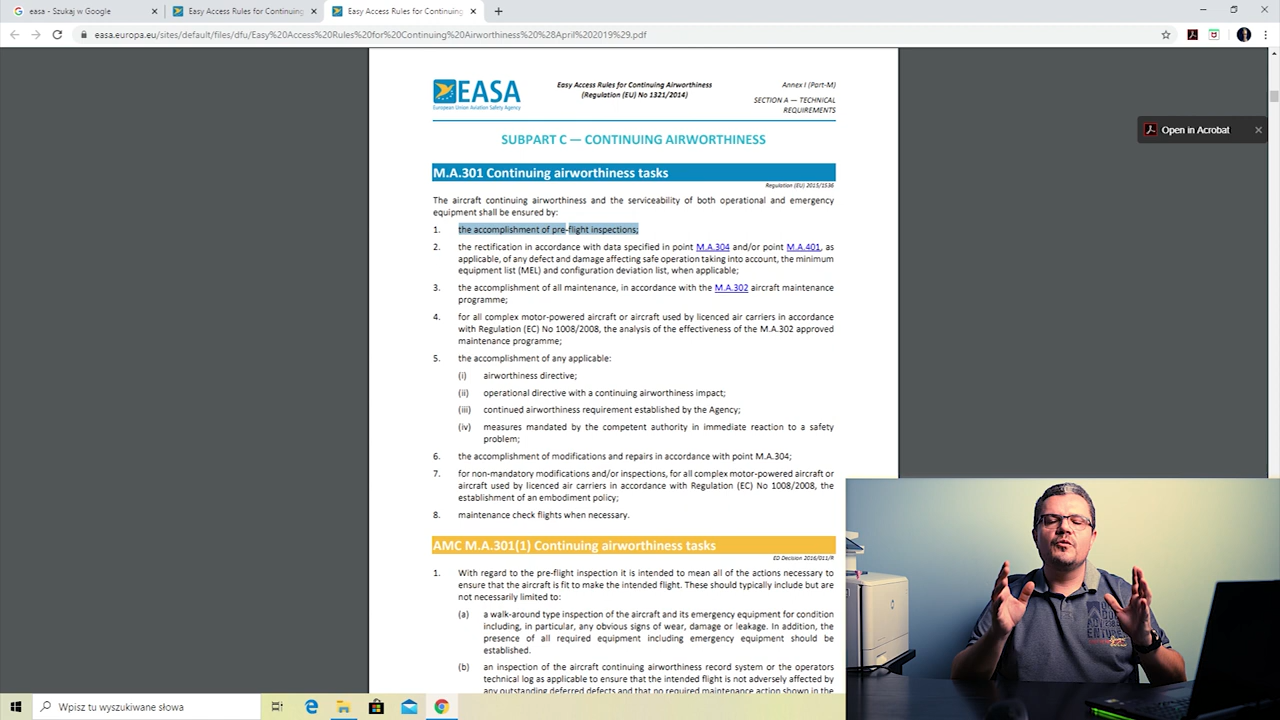 easa - Szukaj w Google
Easy Access Rules for Continuing
Easy Access Rules for Continuing
easa.europa.eu/sites/default/files/dfu/Easy%20Access%20Rules%20for%20Continuing%20Airworthiness%20%28April%202019%29.pdf
Open in Acrobat
EASA
European Union Aviation Safety Agency
Easy Access Rules for Continuing Airworthiness
(Regulation (EU) No 1321/2014)
Annex I (Part-M)
SECTION A — TECHNICAL
REQUIREMENTS
SUBPART C — CONTINUING AIRWORTHINESS
M.A.301 Continuing airworthiness tasks
Regulation (EU) 2015/1536
The aircraft continuing airworthiness and the serviceability of both operational and emergency
equipment shall be ensured by:
1. the accomplishment of pre-flight inspections;
2. the rectification in accordance with data specified in point M.A.304 and/or point M.A.401, as
applicable, of any defect and damage affecting safe operation taking into account, the minimum
equipment list (MEL) and configuration deviation list, when applicable;
3. the accomplishment of all maintenance, in accordance with the M.A.302 aircraft maintenance
programme;
4. for all complex motor-powered aircraft or aircraft used by licenced air carriers in accordance
with Regulation (EC) No 1008/2008, the analysis of the effectiveness of the M.A.302 approved
maintenance programme;
5. the accomplishment of any applicable:
(i) airworthiness directive;
(ii) operational directive with a continuing airworthiness impact;
(iii) continued airworthiness requirement established by the Agency;
(iv) measures mandated by the competent authority in immediate reaction to a safety
problem;
6. the accomplishment of modifications and repairs in accordance with point M.A.304;
7. for non-mandatory modifications and/or inspections, for all complex motor-powered aircraft or
aircraft used by licenced air carriers in accordance with Regulation (EC) No 1008/2008, the
establishment of an embodiment policy;
8. maintenance check flights when necessary.
AMC M.A.301(1) Continuing airworthiness tasks
ED Decision 2016/011/R
1. With regard to the pre-flight inspection it is intended to mean all of the actions necessary to
ensure that the aircraft is fit to make the intended flight. These should typically include but are
not necessarily limited to:
(a) a walk-around type inspection of the aircraft and its emergency equipment for condition
including, in particular, any obvious signs of wear, damage or leakage. In addition, the
presence of all required equipment including emergency equipment should be
established.
(b) an inspection of the aircraft continuing airworthiness record system or the operators
technical log as applicable to ensure that the intended flight is not adversely affected by
any outstanding deferred defects and that no required maintenance action shown in the
Wpisz tu wyszukiwane słowa